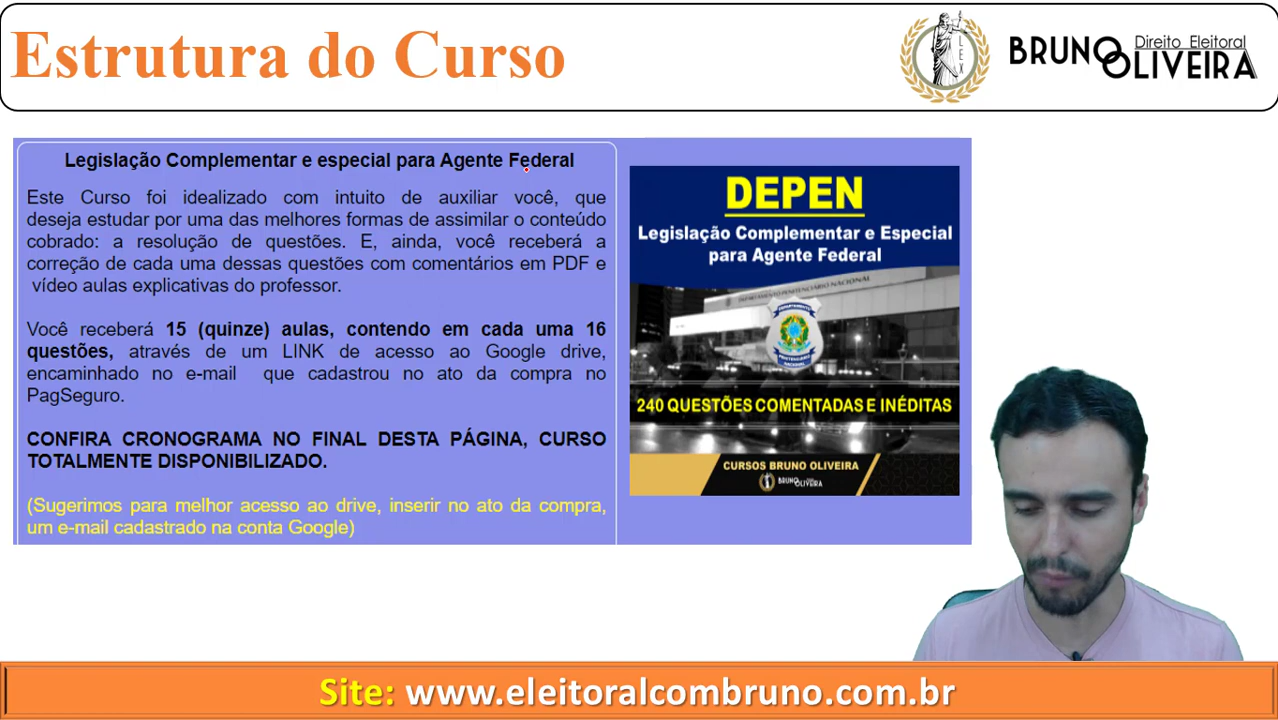 Estrutura do Curso
LEX
BRUNO
Direito Eleitoral
OLIVEIRA
Legislação Complementar e especial para Agente Federal
Este Curso foi idealizado com intuito de auxiliar você, que
deseja estudar por uma das melhores formas de assimilar o conteúdo
cobrado: a resolução de questões. E, ainda, você receberá a
correção de cada uma dessas questões com comentários em PDF e
vídeo aulas explicativas do professor.
Você receberá 15 (quinze) aulas, contendo em cada uma 16
questões, através de um LINK de acesso ao Google drive,
encaminhado no e-mail que cadastrou no ato da compra no
PagSeguro.
CONFIRA CRONOGRAMA NO FINAL DESTA PÁGINA, CURSO
TOTALMENTE DISPONIBILIZADO.
(Sugerimos para melhor acesso ao drive, inserir no ato da compra,
um e-mail cadastrado na conta Google)
DEPEN
Legislação Complementar e Especial
para Agente Federal
DEPARTAMENTO PENITENCIÁRIO NACIONAL
240 QUESTÕES COMENTADAS E INÉDITAS
CURSOS BRUNO OLIVEIRA
BRUNO OLIVEIRA
Site: www.eleitoralcombruno.com.br